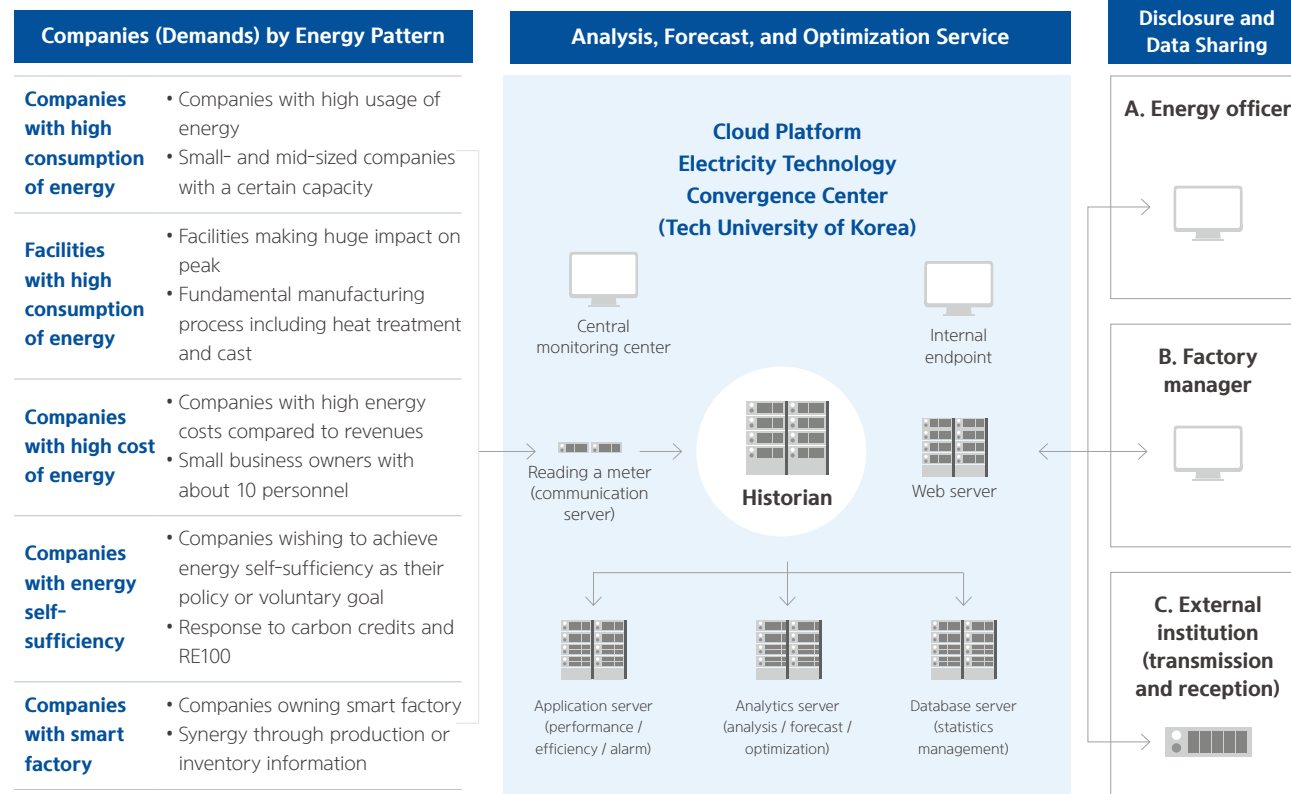 Companies (Demands) by Energy Pattern
Companies
with high
consumption
of energy
• Companies with high usage of
energy
• Small- and mid-sized companies
with a certain capacity
Facilities
with high
consumption
of energy
• Facilities making huge impact on
peak
• Fundamental manufacturing
process including heat treatment
and cast
Companies
with high cost
of energy
• Companies with high energy
costs compared to revenues
• Small business owners with
about 10 personnel
Companies
with energy
self-
sufficiency
• Companies wishing to achieve
energy self-sufficiency as their
policy or voluntary goal
• Response to carbon credits and
RE100
Companies
with smart
factory
• Companies owning smart factory
• Synergy through production or
inventory information
Analysis, Forecast, and Optimization Service
Cloud Platform
Electricity Technology
Convergence Center
(Tech University of Korea)
Central
monitoring center
Internal
endpoint
Reading a meter
(communication
server)
Historian
Web server
Application server
(performance /
efficiency / alarm)
Analytics server
(analysis / forecast /
optimization)
Database server
(statistics
management)
Disclosure and
Data Sharing
A. Energy officer
B. Factory
manager
C. External
institution
(transmission
and reception)